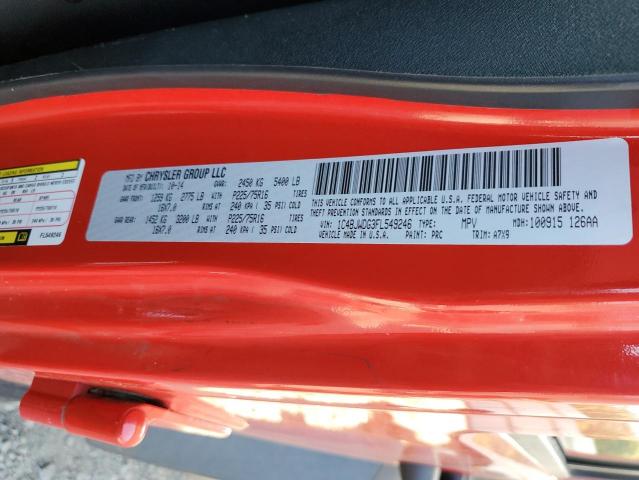 MFD BY CHRYSLER GROUP LLC
DATE OF MFR(BUILT): 10-14 GVWR: 2450 KG 5400 LB
GAWR FRONT: 1259 KG 2775 LB WITH P225/75R16 TIRES
16X7.0 RIMS AT 240 KPA ( 35 PSI COLD)
GAWR REAR: 1452 KG 3200 LB WITH P225/75R16 TIRES
16X7.0 RIMS AT 240 KPA ( 35 PSI COLD)
THIS VEHICLE CONFORMS TO ALL APPLICABLE U.S.A. FEDERAL MOTOR VEHICLE SAFETY AND
THEFT PREVENTION STANDARDS IN EFFECT ON THE DATE OF MANUFACTURE SHOWN ABOVE.
VIN: 1C4BJWDG3FL549246 TYPE: MPV MDH: 100915 126AA
VEHICLE MADE IN U.S.A. PAINT: PRC TRIM: A7X9
FL549246